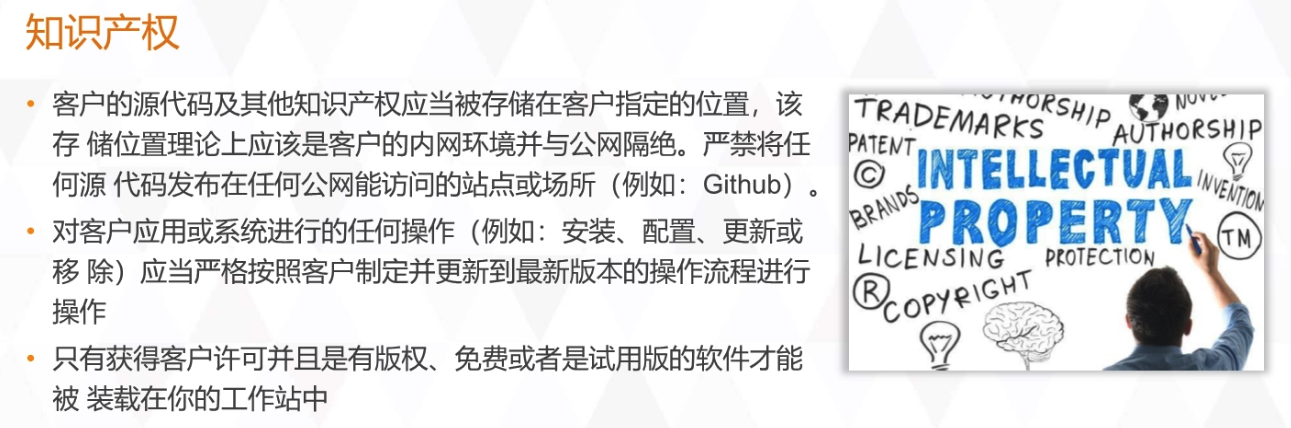 知识产权
• 客户的源代码及其他知识产权应当被存储在客户指定的位置，该
存 储位置理论上应该是客户的内网环境并与公网隔绝。严禁将任
何源 代码发布在任何公网能访问的站点或场所（例如：Github）。
• 对客户应用或系统进行的任何操作（例如：安装、配置、更新或
移 除）应当严格按照客户制定并更新到最新版本的操作流程进行
操作
• 只有获得客户许可并且是有版权、免费或者是试用版的软件才能
被 装载在你的工作站中
TRADEMARKS
AUTHORSHIP
PATENT
©
INTELLECTUAL
INVENTION
BRANDS
PROPERTY
TM
LICENSING
PROTECTION
®
COPYRIGHT